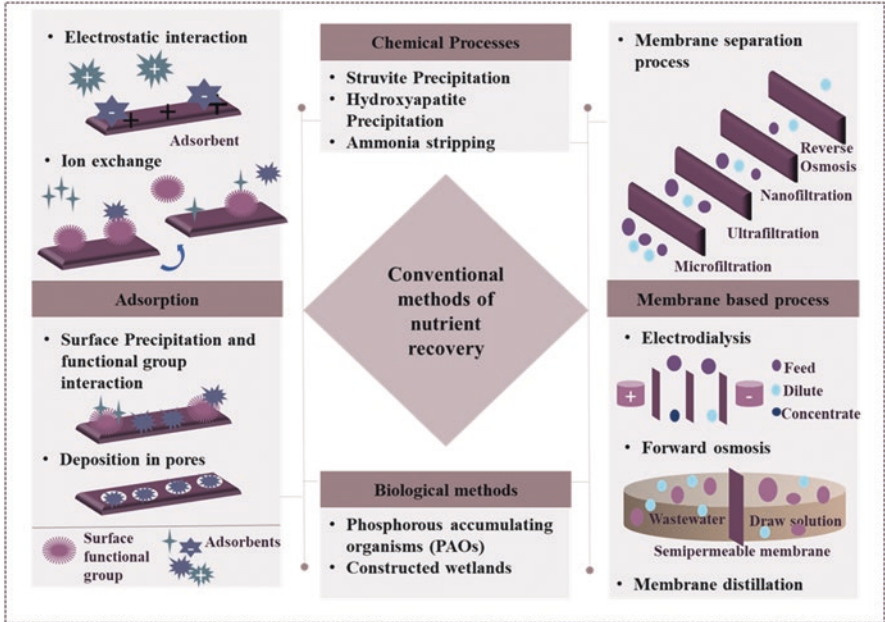 • Electrostatic interaction
+
+
-
-
+
+
+
Adsorbent
• Ion exchange
Adsorption
• Surface Precipitation and
functional group
interaction
• Deposition in pores
Surface
functional
group
Adsorbents
-
+
Chemical Processes
• Struvite Precipitation
• Hydroxyapatite
Precipitation
• Ammonia stripping
Conventional
methods of
nutrient
recovery
Biological methods
• Phosphorous accumulating
organisms (PAOs)
• Constructed wetlands
• Membrane separation
process
Reverse
Osmosis
Nanofiltration
Ultrafiltration
Microfiltration
Membrane based process
• Electrodialysis
+
-
Feed
Dilute
Concentrate
• Forward osmosis
Wastewater
Draw solution
Semipermeable membrane
• Membrane distillation